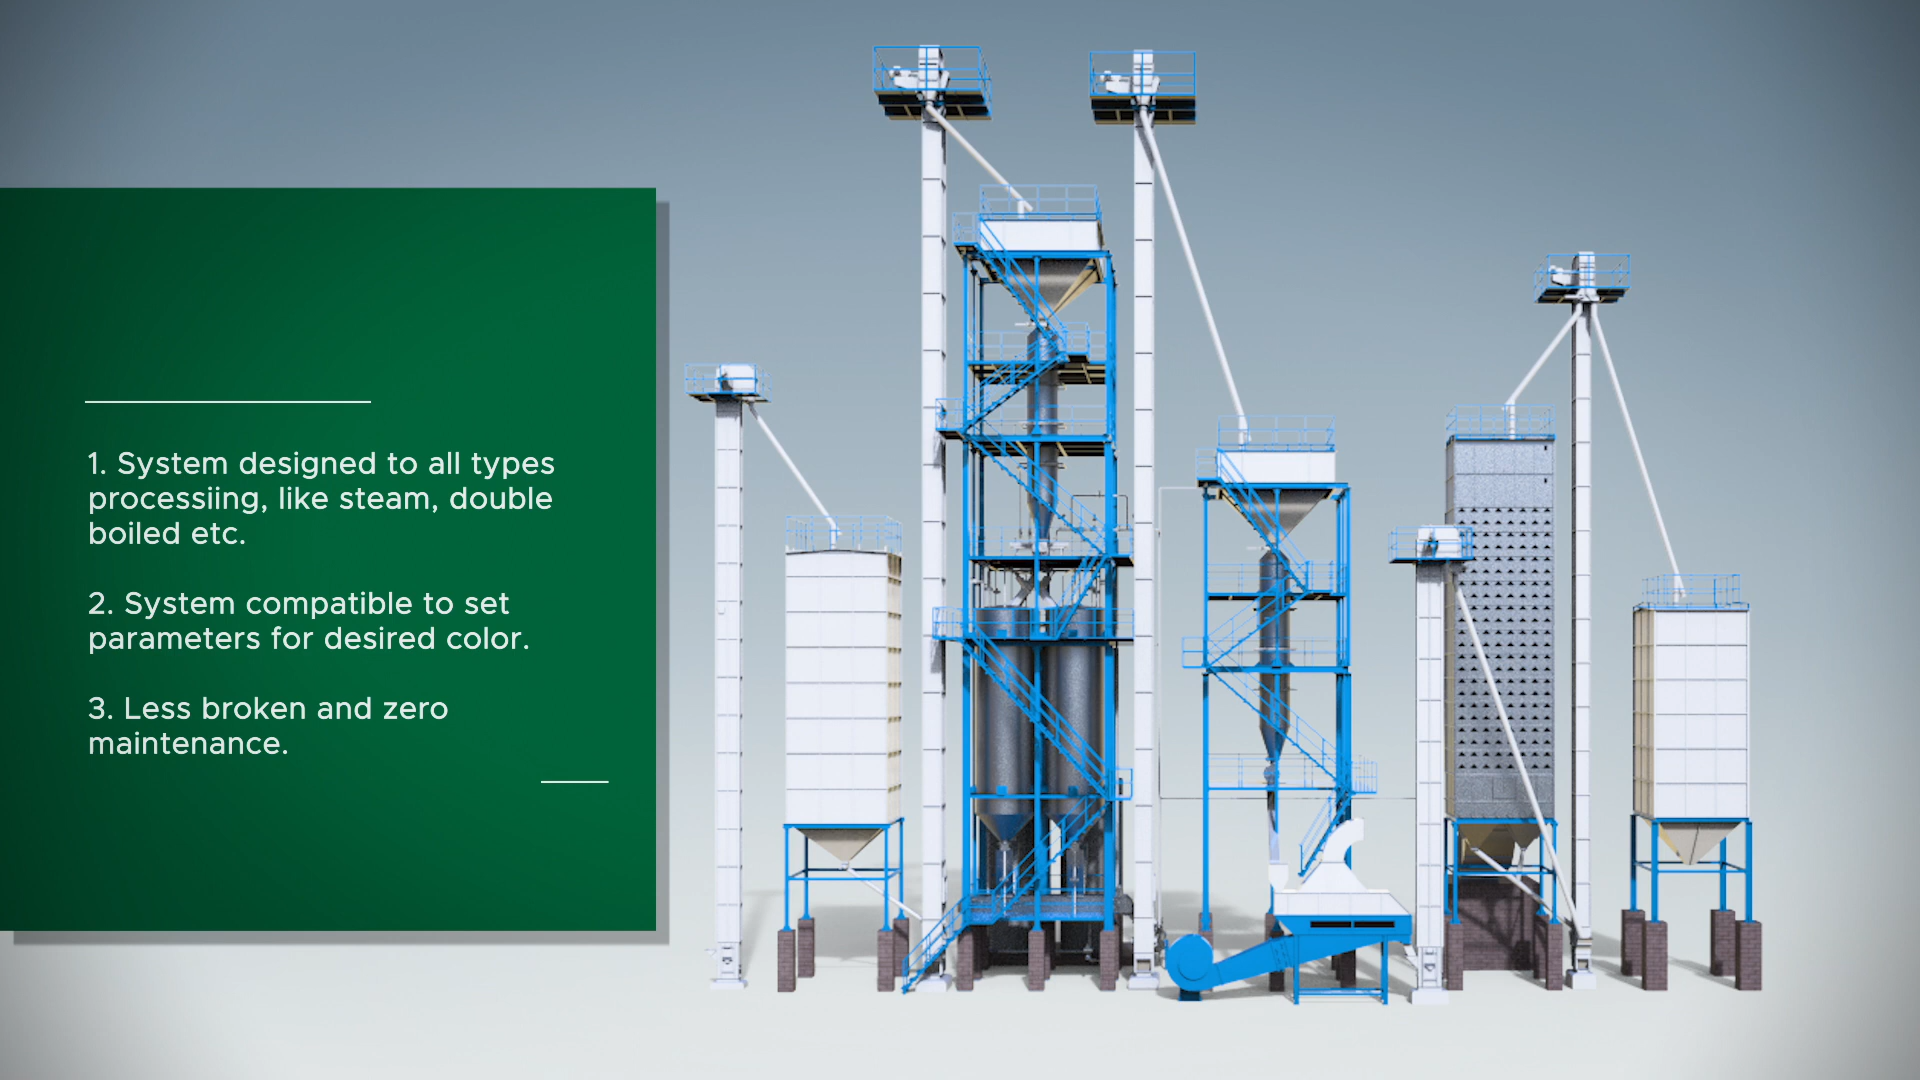 1. System designed to all types
processiing, like steam, double
boiled etc.
2. System compatible to set
parameters for desired color.
3. Less broken and zero
maintenance.